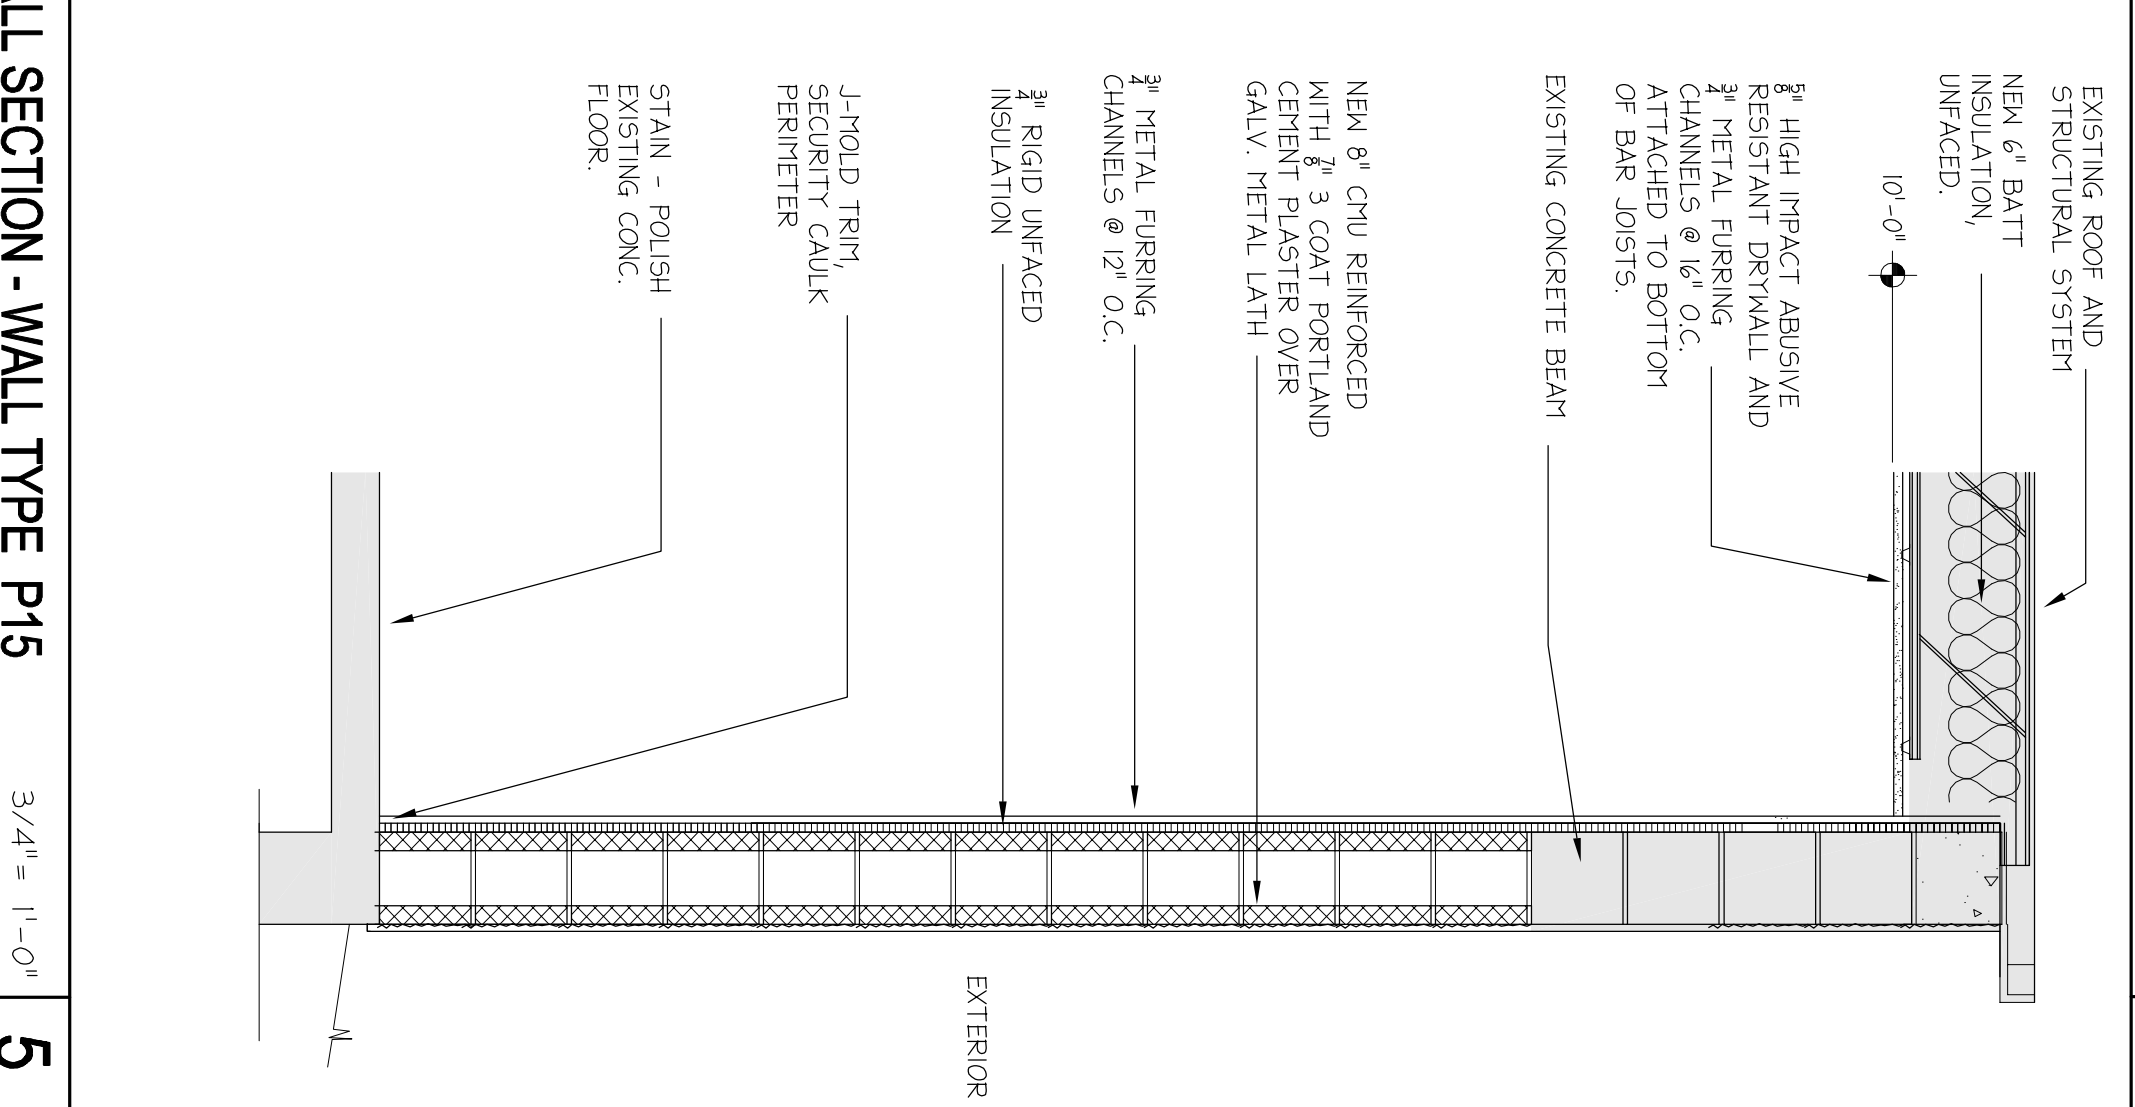 EXISTING ROOF AND
STRUCTURAL SYSTEM
NEW 6" BATT
INSULATION,
UNFACED.
10'-0"
5/8" HIGH IMPACT ABUSIVE
RESISTANT DRYWALL AND
3/4" METAL FURRING
CHANNELS @ 16" O.C.
ATTACHED TO BOTTOM
OF BAR JOISTS.
EXISTING CONCRETE BEAM
NEW 8" CMU REINFORCED
WITH 7/8" 3 COAT PORTLAND
CEMENT PLASTER OVER
GALV. METAL LATH
3/4" METAL FURRING
CHANNELS @ 12" O.C.
3/4" RIGID UNFACED
INSULATION
EXTERIOR
J-MOLD TRIM,
SECURITY CAULK
PERIMETER
STAIN - POLISH
EXISTING CONC.
FLOOR.
ALL SECTION - WALL TYPE P15
3/4"= 1'-0"
5